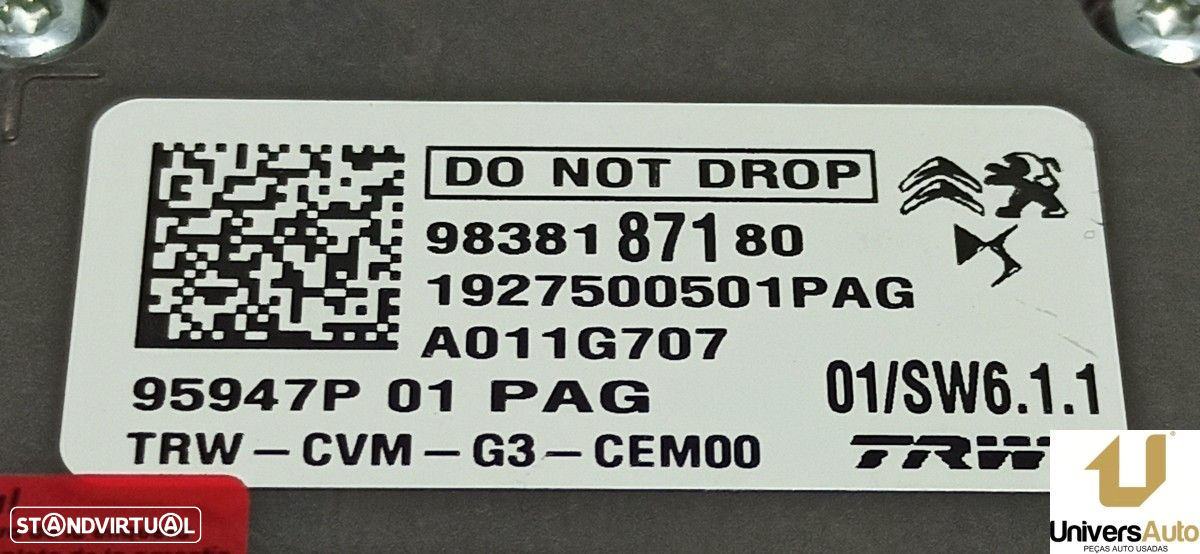 DO NOT DROP
98381 871 80
1927500501PAG
A011G707
95947P 01 PAG
01/SW6.1.1
TRW-CVM-G3-CEM00
TRW
STANDVIRTUAL
UniversAuto
PEÇAS AUTO USADAS